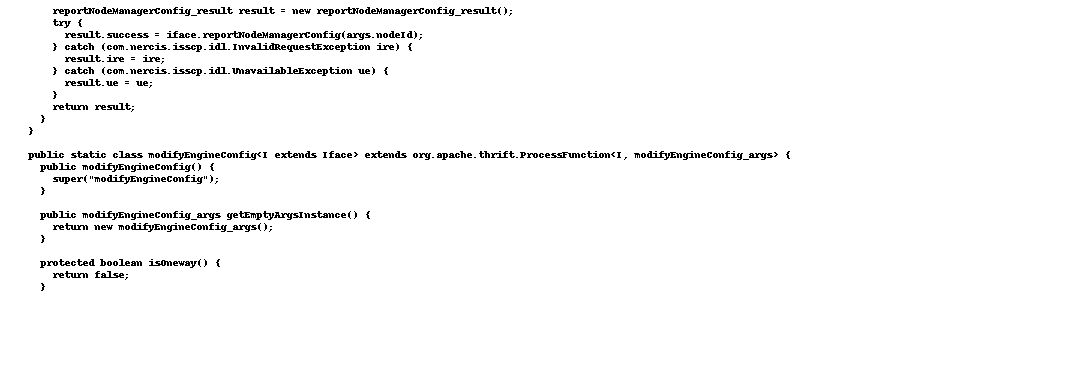 reportNodeManagerConfig_result result = new reportNodeManagerConfig_result();
try {
result.success = iface.reportNodeManagerConfig(args.nodeId);
} catch (com.nercis.isscp.idl.InvalidRequestException ire) {
result.ire = ire;
} catch (com.nercis.isscp.idl.UnavailableException ue) {
result.ue = ue;
}
return result;
}
}
public static class modifyEngineConfig<I extends Iface> extends org.apache.thrift.ProcessFunction<I, modifyEngineConfig_args> {
public modifyEngineConfig() {
super("modifyEngineConfig");
}
public modifyEngineConfig_args getEmptyArgsInstance() {
return new modifyEngineConfig_args();
}
protected boolean isOneway() {
return false;
}